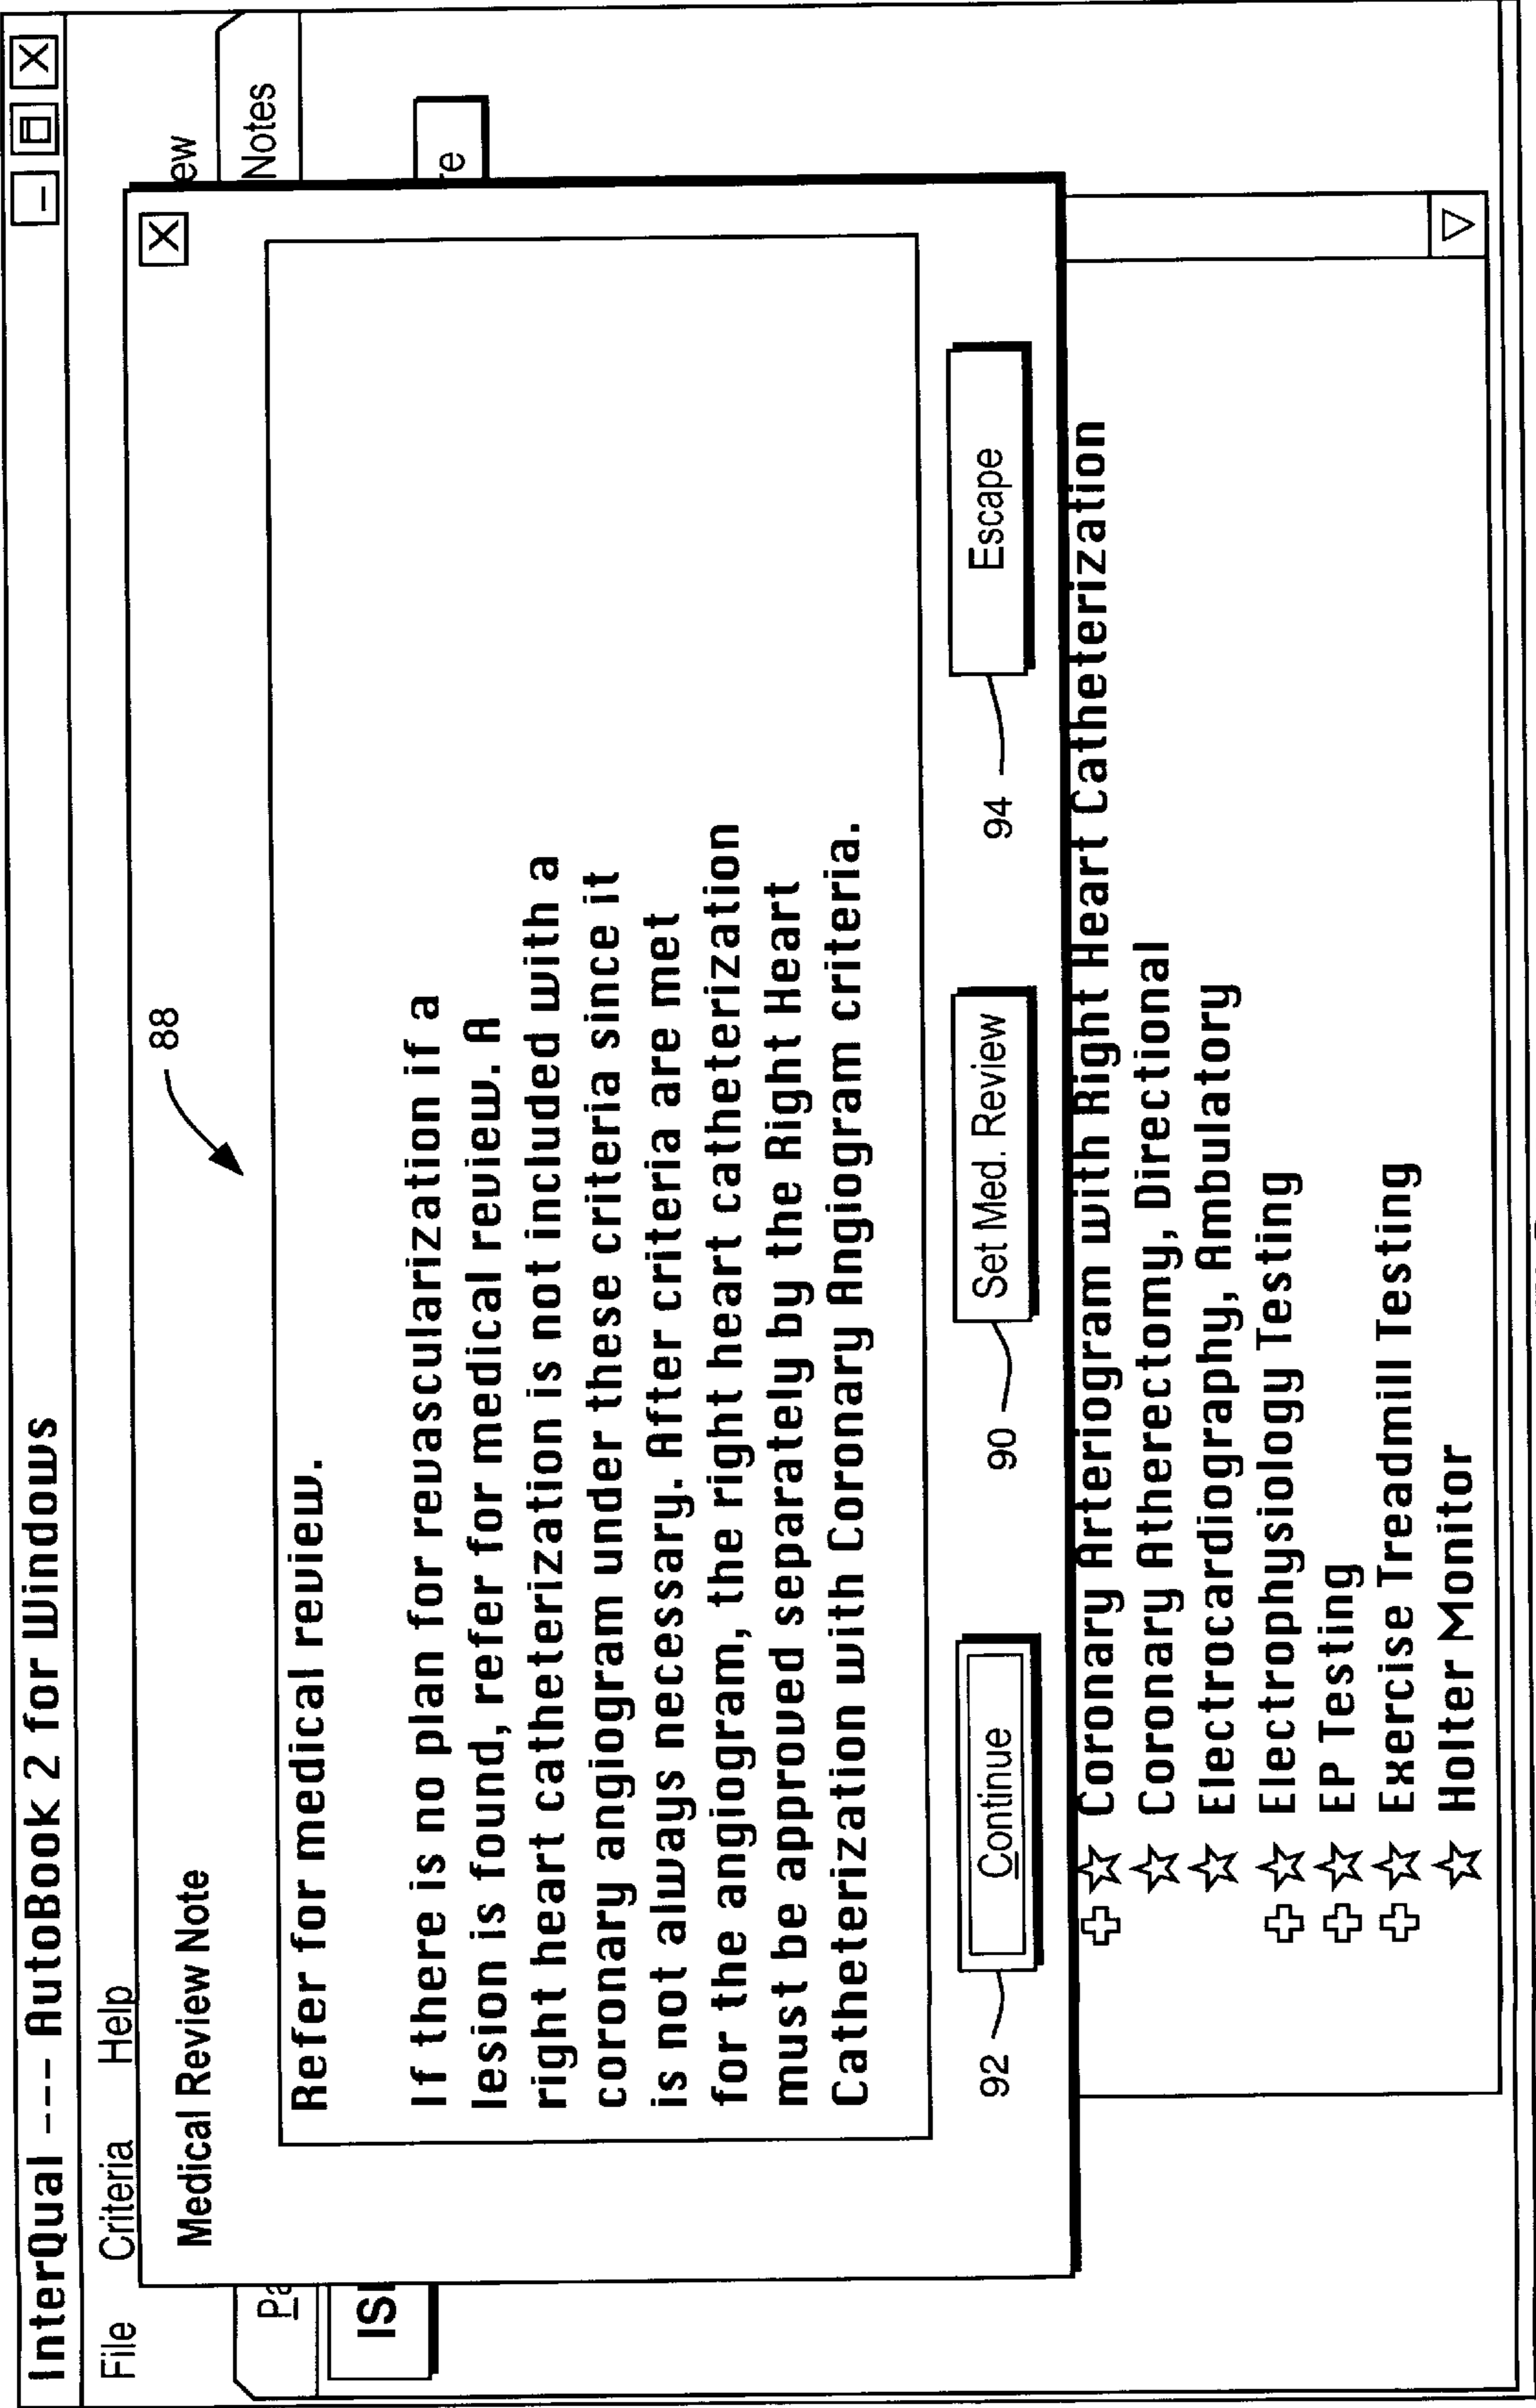 InterQual --- AutoBook 2 for Windows
File Criteria Help
ew
Notes
Pa
re
Medical Review Note
88
Refer for medical review.
If there is no plan for revascularization if a
lesion is found, refer for medical review. A
right heart catheterization is not included with a
coronary angiogram under these criteria since it
is not always necessary. After criteria are met
for the angiogram, the right heart catheterization
must be approved separately by the Right Heart
Catheterization with Coronary Angiogram criteria.
92
Continue
90
Set Med. Review
94
Escape
Coronary Arteriogram with Right Heart Catheterization
Coronary Atherectomy, Directional
Electrocardiography, Ambulatory
Electrophysiology Testing
EP Testing
Exercise Treadmill Testing
Holter Monitor